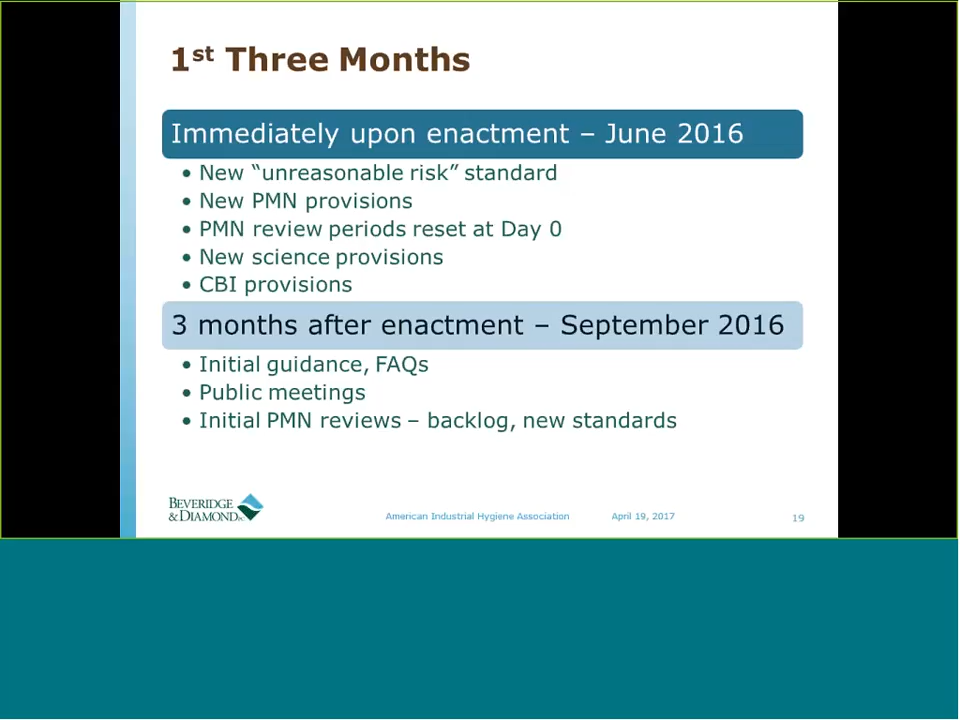 1st Three Months
Immediately upon enactment – June 2016
• New “unreasonable risk” standard
• New PMN provisions
• PMN review periods reset at Day 0
• New science provisions
• CBI provisions
3 months after enactment – September 2016
• Initial guidance, FAQs
• Public meetings
• Initial PMN reviews – backlog, new standards
BEVERIDGE
& DIAMOND PC
American Industrial Hygiene Association April 19, 2017 19